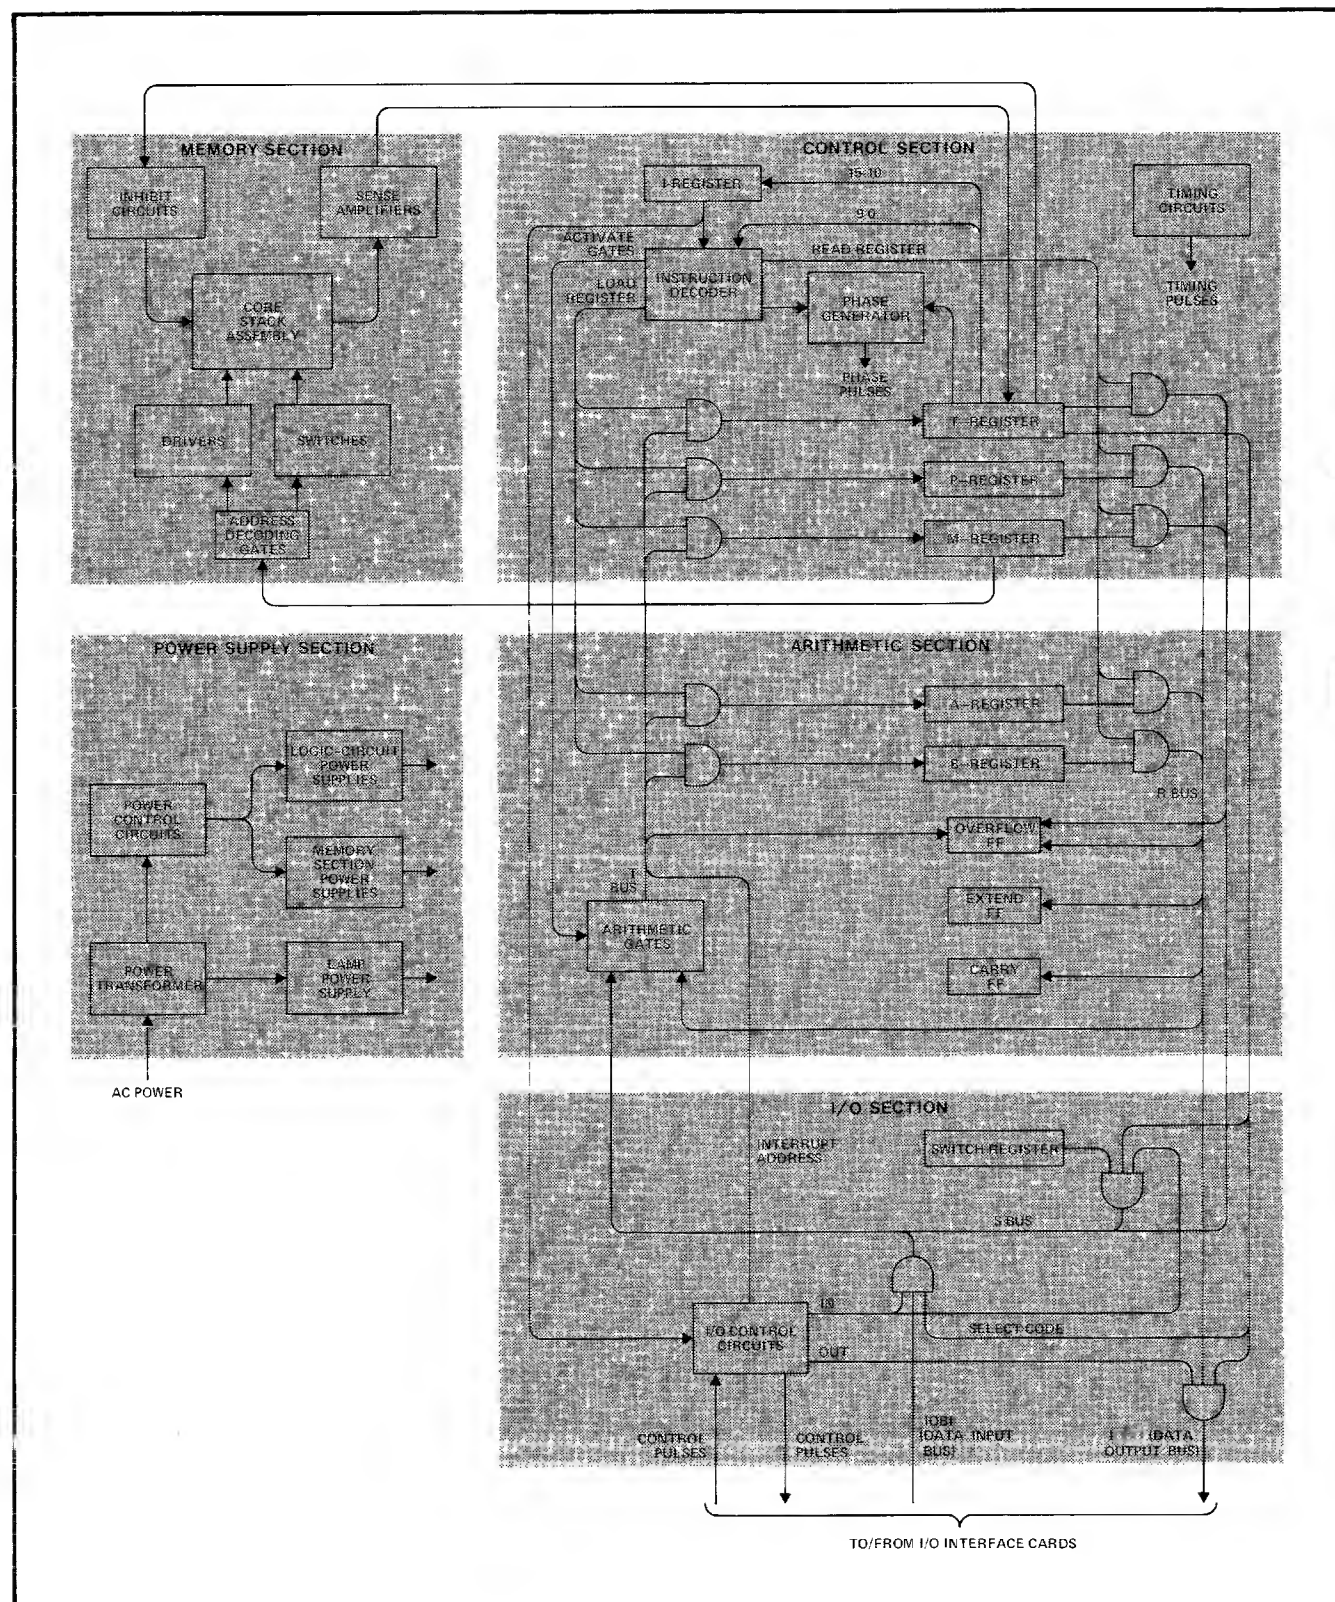 MEMORY SECTION
INHIBIT
CIRCUITS
SENSE
AMPLIFIERS
CORE
STACK
ASSEMBLY
DRIVERS
SWITCHES
ADDRESS
DECODING
GATES
CONTROL SECTION
I-REGISTER
15-10
9-0
TIMING
CIRCUITS
TIMING
PULSES
ACTIVATE
GATES
LOAD
REGISTER
INSTRUCTION
DECODER
READ REGISTER
PHASE
GENERATOR
PHASE
PULSES
T-REGISTER
P-REGISTER
M-REGISTER
POWER SUPPLY SECTION
LOGIC-CIRCUIT
POWER
SUPPLIES
POWER
CONTROL
CIRCUITS
MEMORY
SECTION
POWER
SUPPLIES
POWER
TRANSFORMER
LAMP
POWER
SUPPLY
AC POWER
ARITHMETIC SECTION
A-REGISTER
B-REGISTER
R BUS
OVERFLOW
FF
T
BUS
EXTEND
FF
ARITHMETIC
GATES
CARRY
FF
I/O SECTION
INTERRUPT
ADDRESS
SWITCH REGISTER
S BUS
I/O CONTROL
CIRCUITS
SELECT CODE
OUT
CONTROL
PULSES
CONTROL
PULSES
IOBI
(DATA INPUT
BUS)
(DATA
OUTPUT BUS)
TO/FROM I/O INTERFACE CARDS